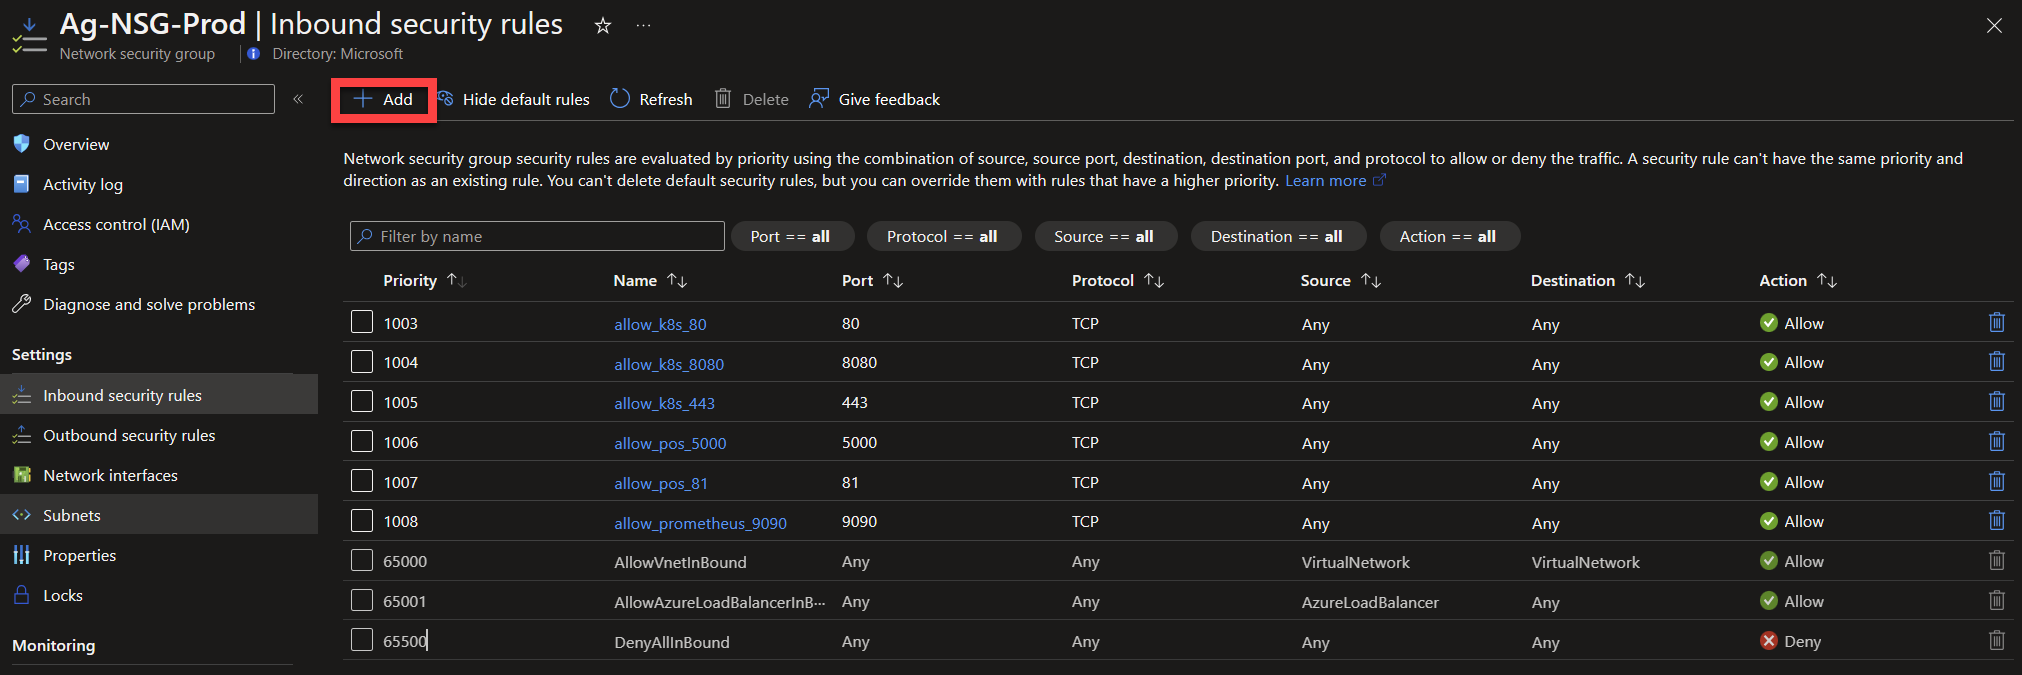 Ag-NSG-Prod | Inbound security rules ☆ ···
Network security group | Directory: Microsoft
Search «
+ Add Hide default rules Refresh Delete Give feedback
Overview
Activity log
Access control (IAM)
Tags
Diagnose and solve problems
Settings
Inbound security rules
Outbound security rules
Network interfaces
Subnets
Properties
Locks
Monitoring
Network security group security rules are evaluated by priority using the combination of source, source port, destination, destination port, and protocol to allow or deny the traffic. A security rule can't have the same priority and
direction as an existing rule. You can't delete default security rules, but you can override them with rules that have a higher priority. Learn more
Filter by name Port == all Protocol == all Source == all Destination == all Action == all
Priority ↑↓ Name ↑↓ Port ↑↓ Protocol ↑↓ Source ↑↓ Destination ↑↓ Action ↑↓
1003 allow_k8s_80 80 TCP Any Any Allow
1004 allow_k8s_8080 8080 TCP Any Any Allow
1005 allow_k8s_443 443 TCP Any Any Allow
1006 allow_pos_5000 5000 TCP Any Any Allow
1007 allow_pos_81 81 TCP Any Any Allow
1008 allow_prometheus_9090 9090 TCP Any Any Allow
65000 AllowVnetInBound Any Any VirtualNetwork VirtualNetwork Allow
65001 AllowAzureLoadBalancerInB··· Any Any AzureLoadBalancer Any Allow
65500 DenyAllInBound Any Any Any Any Deny